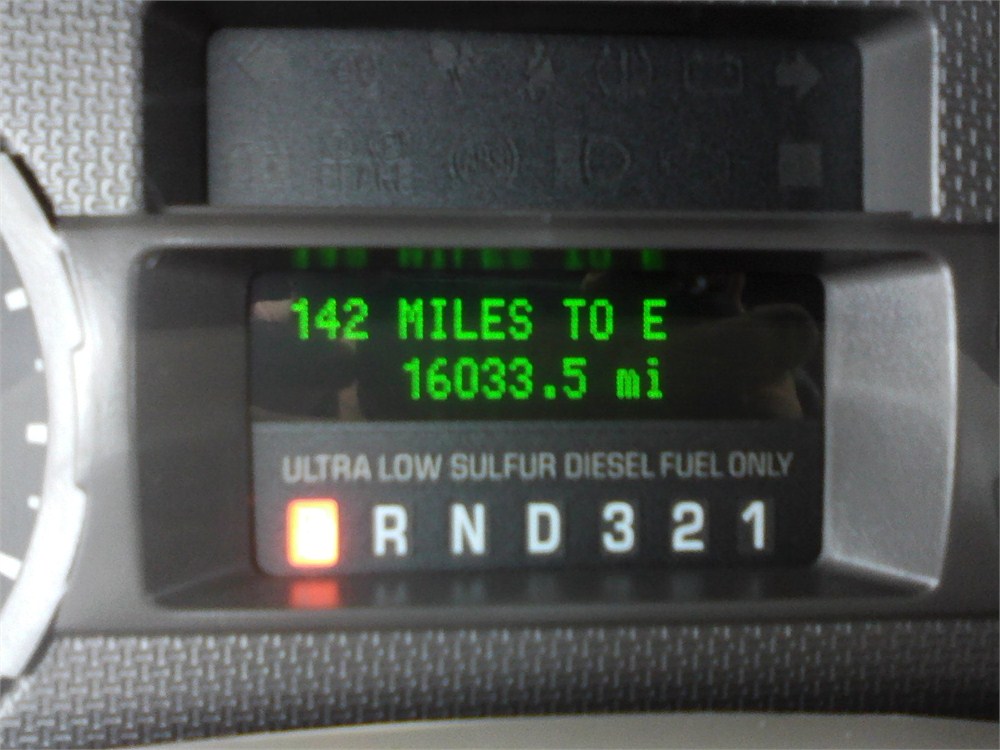 142 MILES TO E
16033.5 mi
ULTRA LOW SULFUR DIESEL FUEL ONLY
R N D 3 2 1